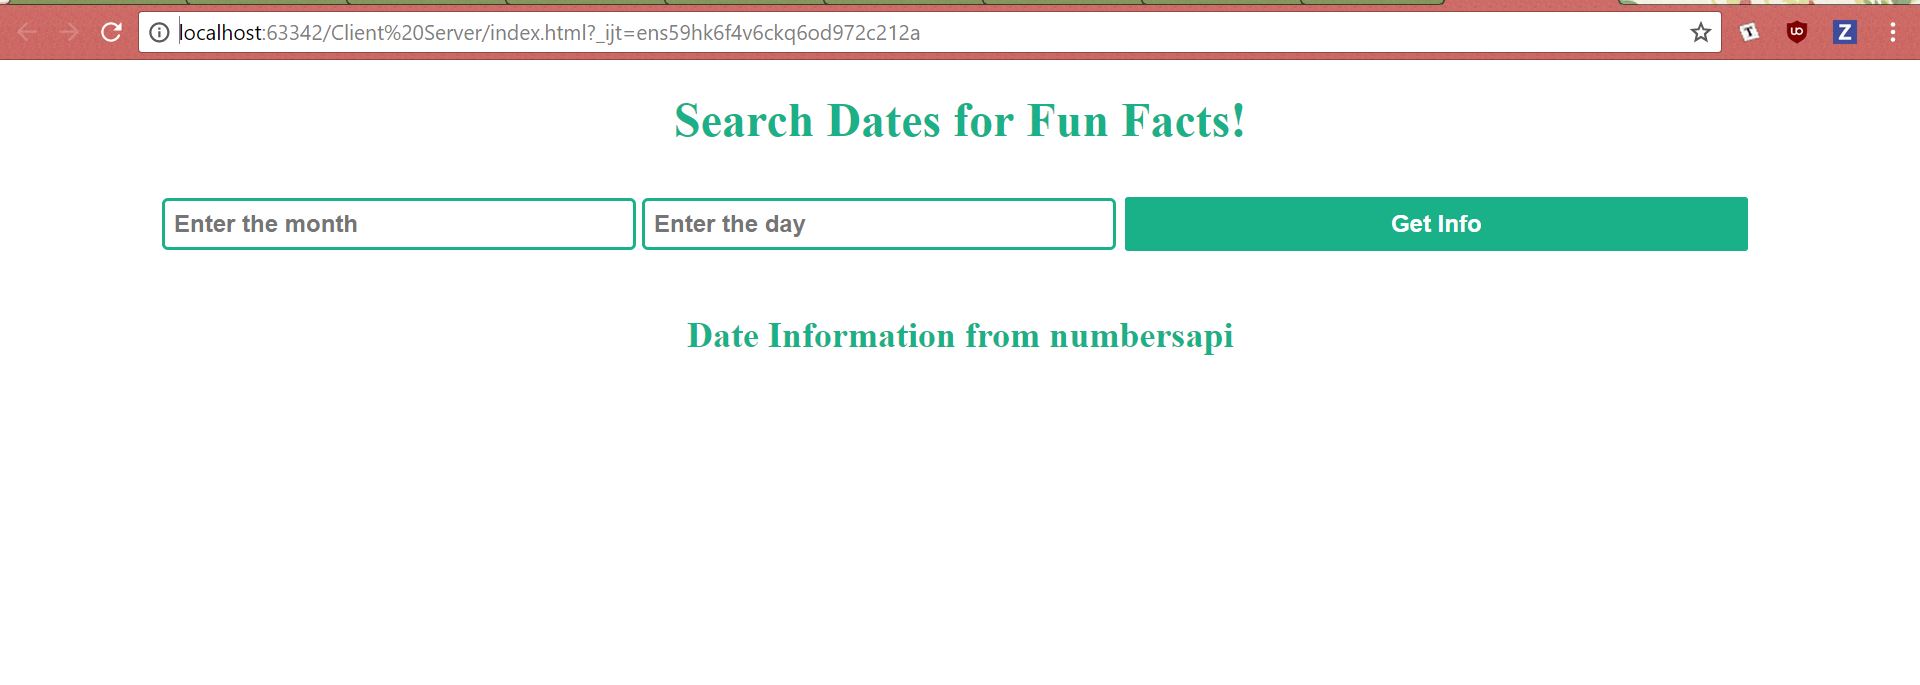 localhost:63342/Client%20Server/index.html?_ijt=ens59hk6f4v6ckq6od972c212a
Search Dates for Fun Facts!
Enter the month Enter the day Get Info
Date Information from numbersapi